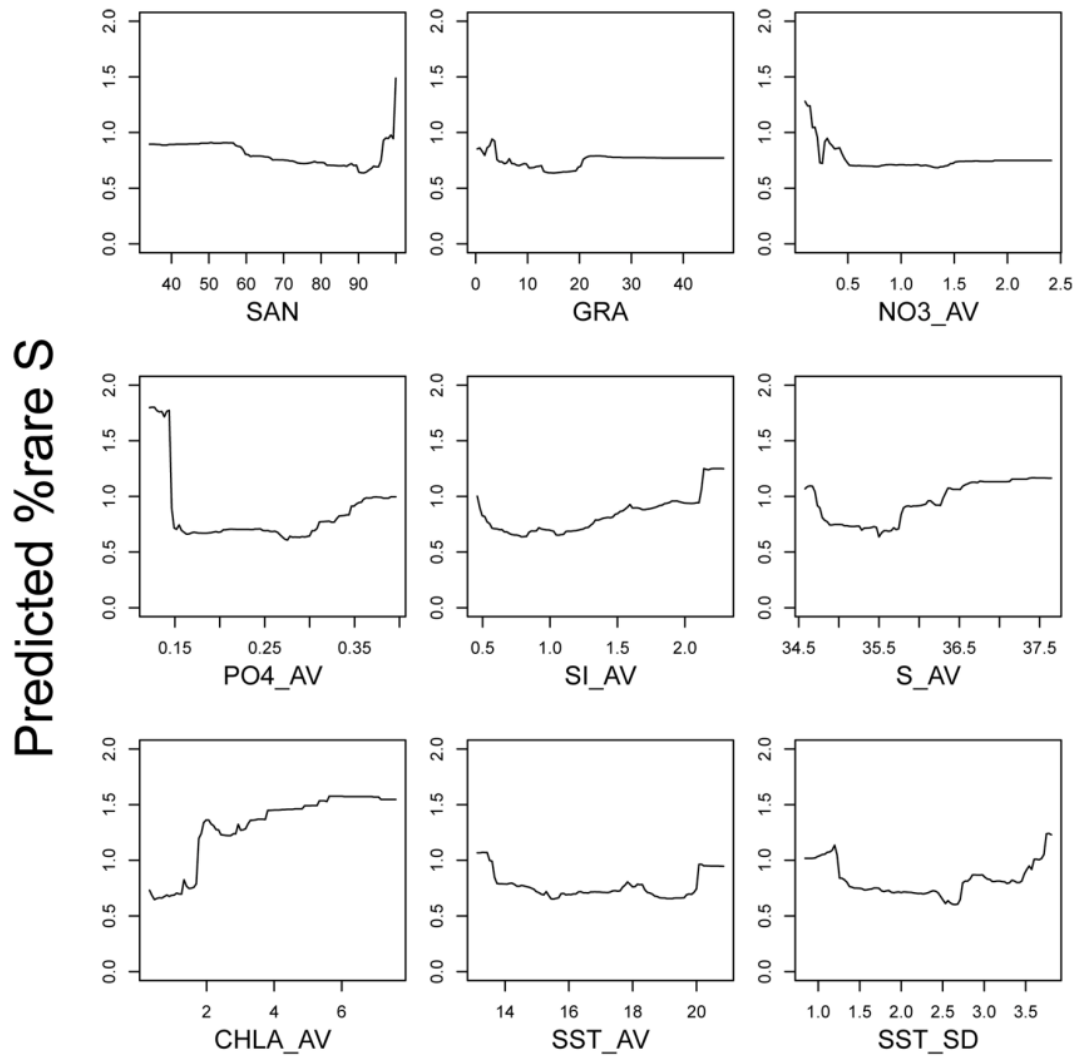 Predicted %rare S
2.0
1.5
1.0
0.5
0.0
40 50 60 70 80 90
SAN
2.0
1.5
1.0
0.5
0.0
0 10 20 30 40
GRA
2.0
1.5
1.0
0.5
0.0
0.5 1.0 1.5 2.0 2.5
NO3_AV
2.0
1.5
1.0
0.5
0.0
0.15 0.25 0.35
PO4_AV
2.0
1.5
1.0
0.5
0.0
0.5 1.0 1.5 2.0
SI_AV
2.0
1.5
1.0
0.5
0.0
34.5 35.5 36.5 37.5
S_AV
2.0
1.5
1.0
0.5
0.0
2 4 6
CHLA_AV
2.0
1.5
1.0
0.5
0.0
14 16 18 20
SST_AV
2.0
1.5
1.0
0.5
0.0
1.0 1.5 2.0 2.5 3.0 3.5
SST_SD